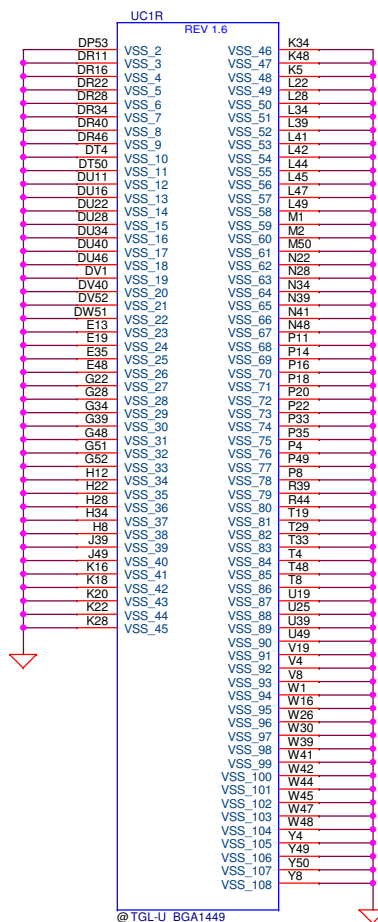 UC1R
REV 1.6
DP53 VSS_2 VSS_46 K34
DR11 VSS_3 VSS_47 K48
DR16 VSS_4 VSS_48 K5
DR22 VSS_5 VSS_49 L22
DR28 VSS_6 VSS_50 L28
DR34 VSS_7 VSS_51 L34
DR40 VSS_8 VSS_52 L39
DR46 VSS_9 VSS_53 L41
DT4 VSS_10 VSS_54 L42
DT50 VSS_11 VSS_55 L44
DU11 VSS_12 VSS_56 L45
DU16 VSS_13 VSS_57 L47
DU22 VSS_14 VSS_58 L49
DU28 VSS_15 VSS_59 M1
DU34 VSS_16 VSS_60 M2
DU40 VSS_17 VSS_61 M50
DU46 VSS_18 VSS_62 N22
DV1 VSS_19 VSS_63 N28
DV40 VSS_20 VSS_64 N34
DV52 VSS_21 VSS_65 N39
DW51 VSS_22 VSS_66 N41
E13 VSS_23 VSS_67 N48
E19 VSS_24 VSS_68 P11
E35 VSS_25 VSS_69 P14
E48 VSS_26 VSS_70 P16
G22 VSS_27 VSS_71 P18
G28 VSS_28 VSS_72 P20
G34 VSS_29 VSS_73 P22
G39 VSS_30 VSS_74 P33
G48 VSS_31 VSS_75 P35
G51 VSS_32 VSS_76 P4
G52 VSS_33 VSS_77 P49
H12 VSS_34 VSS_78 P8
H22 VSS_35 VSS_79 R39
H28 VSS_36 VSS_80 R44
H34 VSS_37 VSS_81 T19
H8 VSS_38 VSS_82 T29
J39 VSS_39 VSS_83 T33
J49 VSS_40 VSS_84 T4
K16 VSS_41 VSS_85 T48
K18 VSS_42 VSS_86 T8
K20 VSS_43 VSS_87 U19
K22 VSS_44 VSS_88 U25
K28 VSS_45 VSS_89 U39
VSS_90 U49
VSS_91 V19
VSS_92 V4
VSS_93 V8
VSS_94 W1
VSS_95 W16
VSS_96 W26
VSS_97 W30
VSS_98 W39
VSS_99 W41
VSS_100 W42
VSS_101 W44
VSS_102 W45
VSS_103 W47
VSS_104 W48
VSS_105 Y4
VSS_106 Y49
VSS_107 Y50
VSS_108 Y8
@ TGL-U_BGA1449